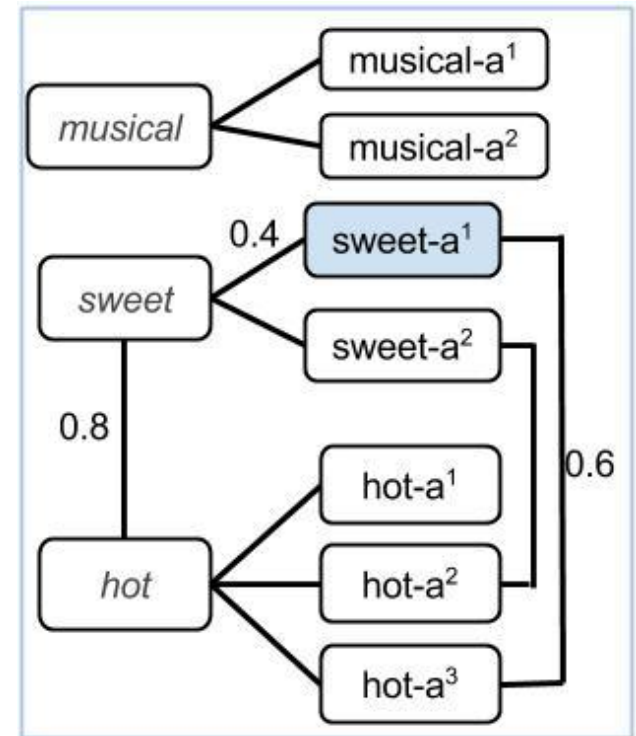 musical-a¹
musical
musical-a²
0.4
sweet-a¹
sweet
sweet-a²
0.8
0.6
hot-a¹
hot
hot-a²
hot-a³